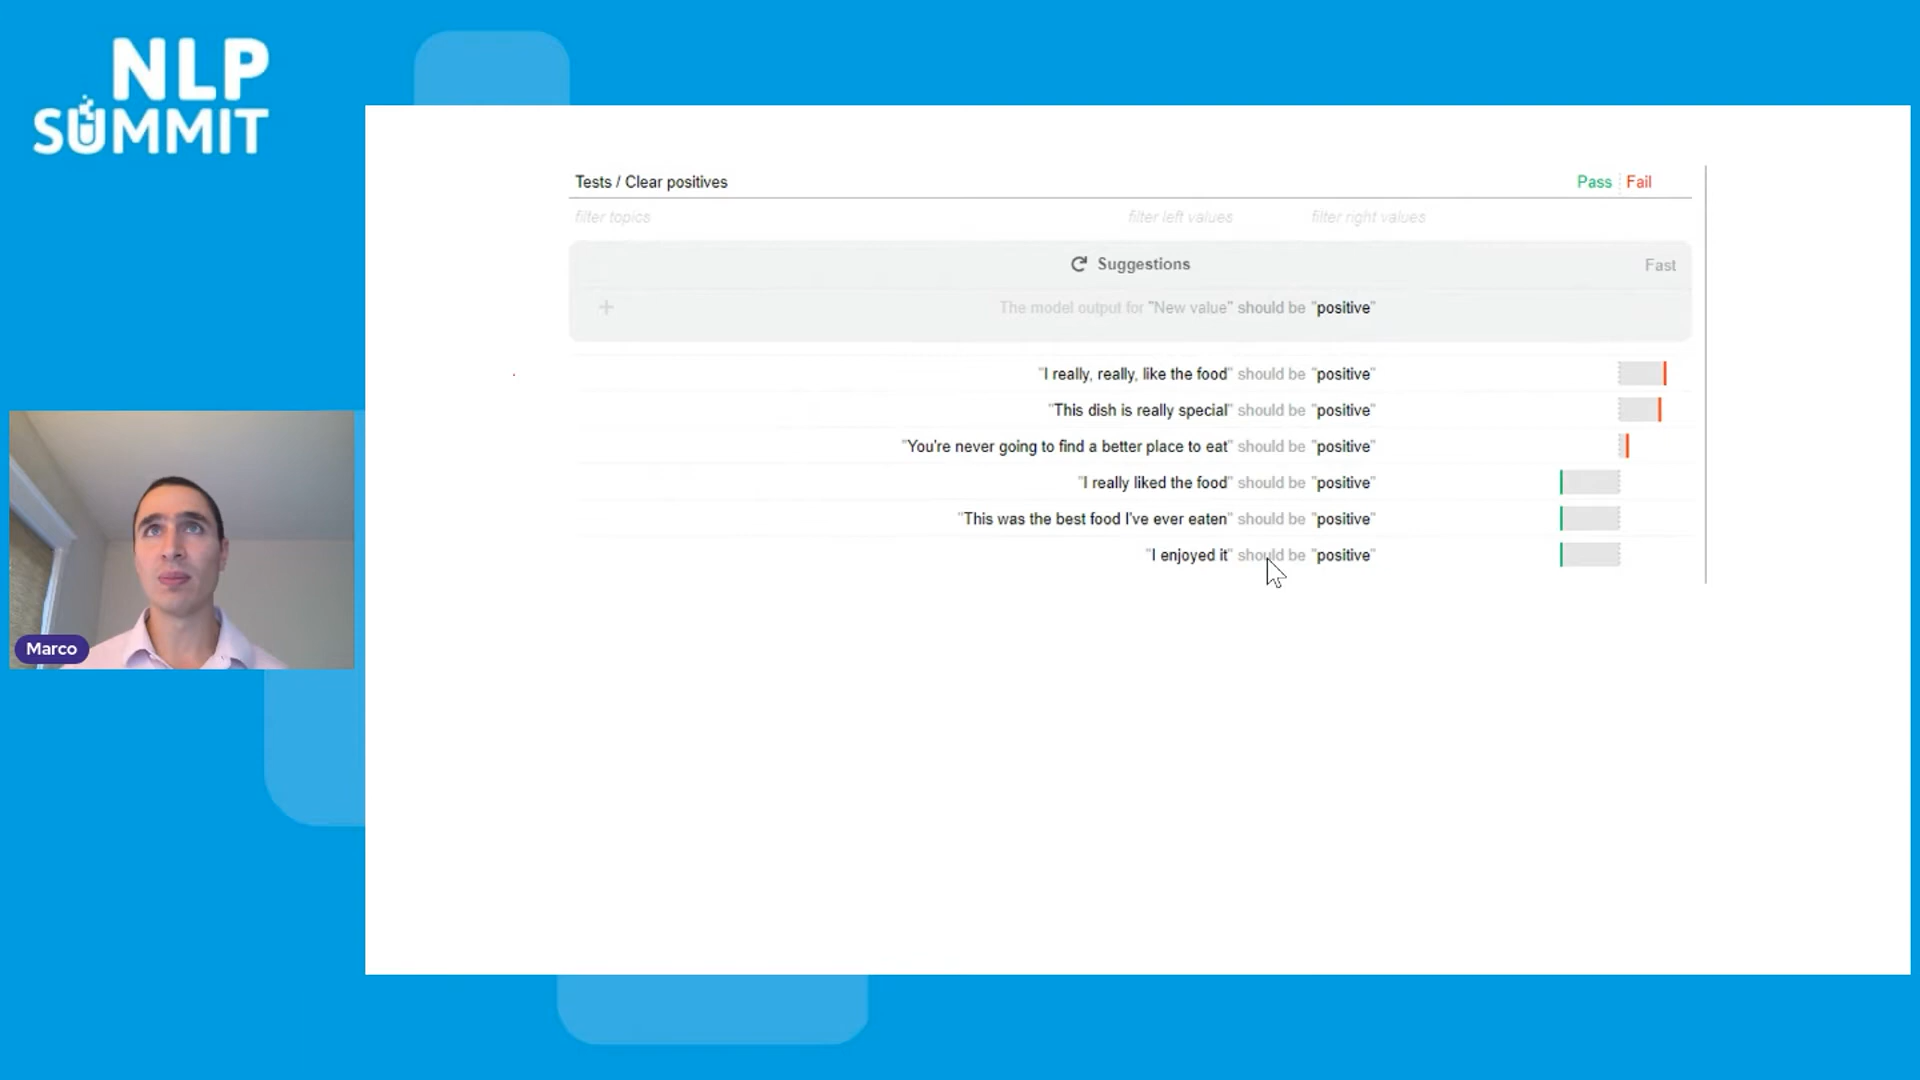 NLP
SUMMIT
Tests / Clear positives Pass Fail
filter topics filter left values filter right values
Suggestions Fast
+ The model output for "New value" should be "positive"
"I really, really, like the food" should be "positive"
"This dish is really special" should be "positive"
"You're never going to find a better place to eat" should be "positive"
"I really liked the food" should be "positive"
"This was the best food I've ever eaten" should be "positive"
"I enjoyed it" should be "positive"
Marco